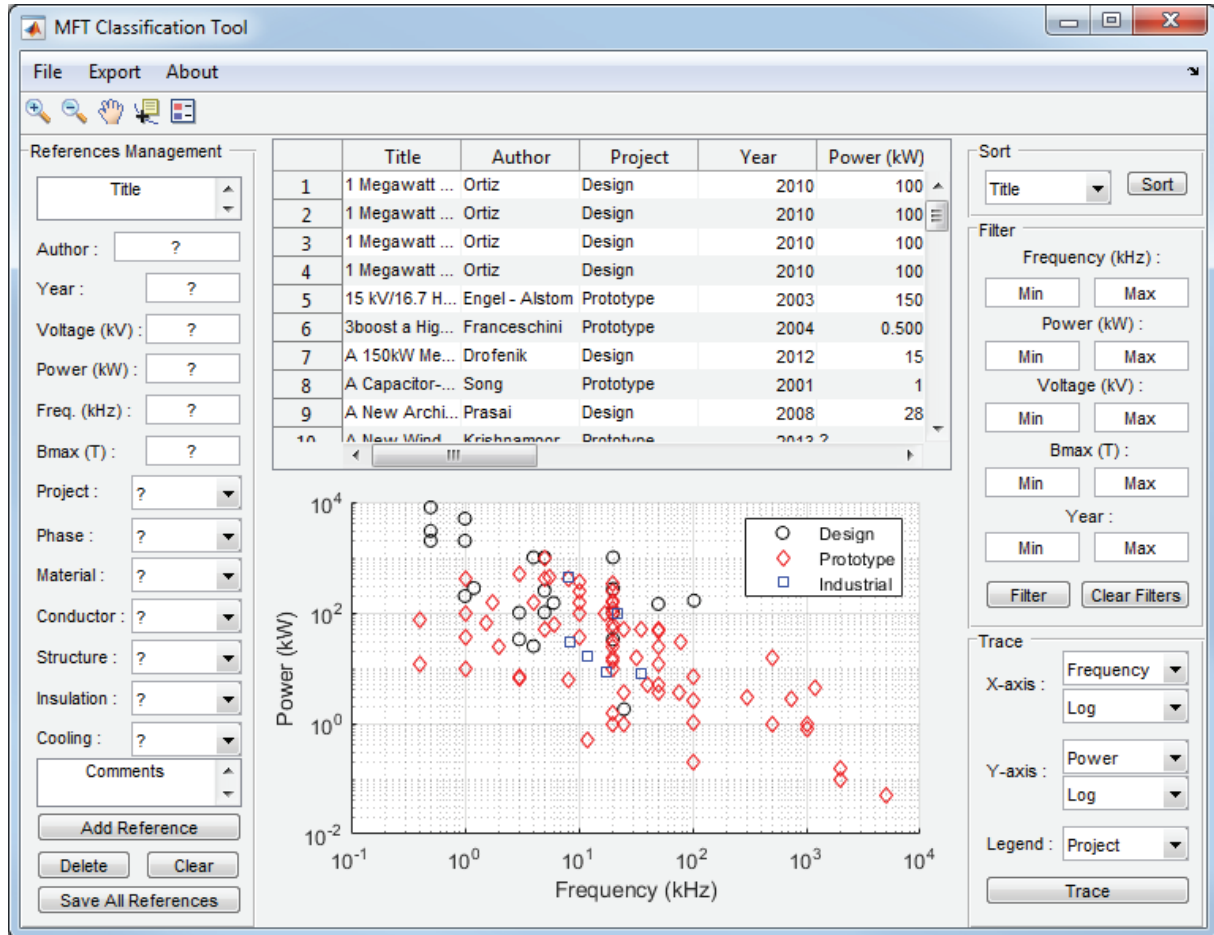 MFT Classification Tool
File Export About
References Management
Title
Author : ?
Year : ?
Voltage (kV) : ?
Power (kW) : ?
Freq. (kHz) : ?
Bmax (T) : ?
Project : ?
Phase : ?
Material : ?
Conductor : ?
Structure : ?
Insulation : ?
Cooling : ?
Comments
Add Reference
Delete Clear
Save All References
Title Author Project Year Power (kW)
1 1 Megawatt ... Ortiz Design 2010 100
2 1 Megawatt ... Ortiz Design 2010 100
3 1 Megawatt ... Ortiz Design 2010 100
4 1 Megawatt ... Ortiz Design 2010 100
5 15 kV/16.7 H... Engel - Alstom Prototype 2003 150
6 3boost a Hig... Franceschini Prototype 2004 0.500
7 A 150kW Me... Drofenik Design 2012 15
8 A Capacitor-... Song Prototype 2001 1
9 A New Archi... Prasai Design 2008 28
10 A New Wind Krishnamoor Prototype 2013 ?
Power (kW)
10^4
10^2
10^0
10^-2
10^-1 10^0 10^1 10^2 10^3 10^4
Frequency (kHz)
Design
Prototype
Industrial
Sort
Title Sort
Filter
Frequency (kHz) :
Min Max
Power (kW) :
Min Max
Voltage (kV) :
Min Max
Bmax (T) :
Min Max
Year :
Min Max
Filter Clear Filters
Trace
X-axis : Frequency
Log
Y-axis : Power
Log
Legend : Project
Trace